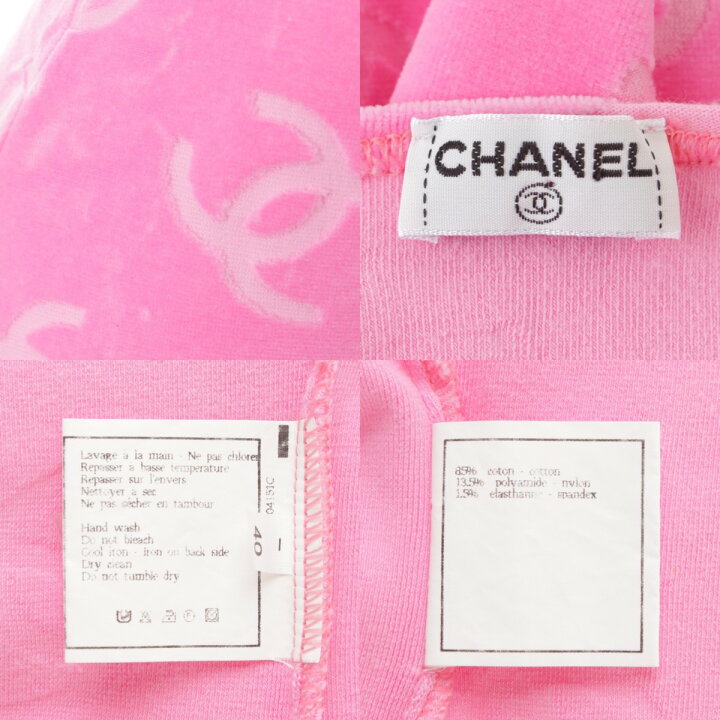 CHANEL
Lavage a la main - Ne pas chlorer
Repasser a basse temperature
Repasser sur l'envers
Nettoyer a sec
Ne pas sécher en tambour
Hand wash
Do not bleach
Cool iron - iron on back side
Dry clean
Do not tumble dry
40
04151C
85% coton - cotton
13.5% polyamide - nylon
1.5% elasthanne - spandex